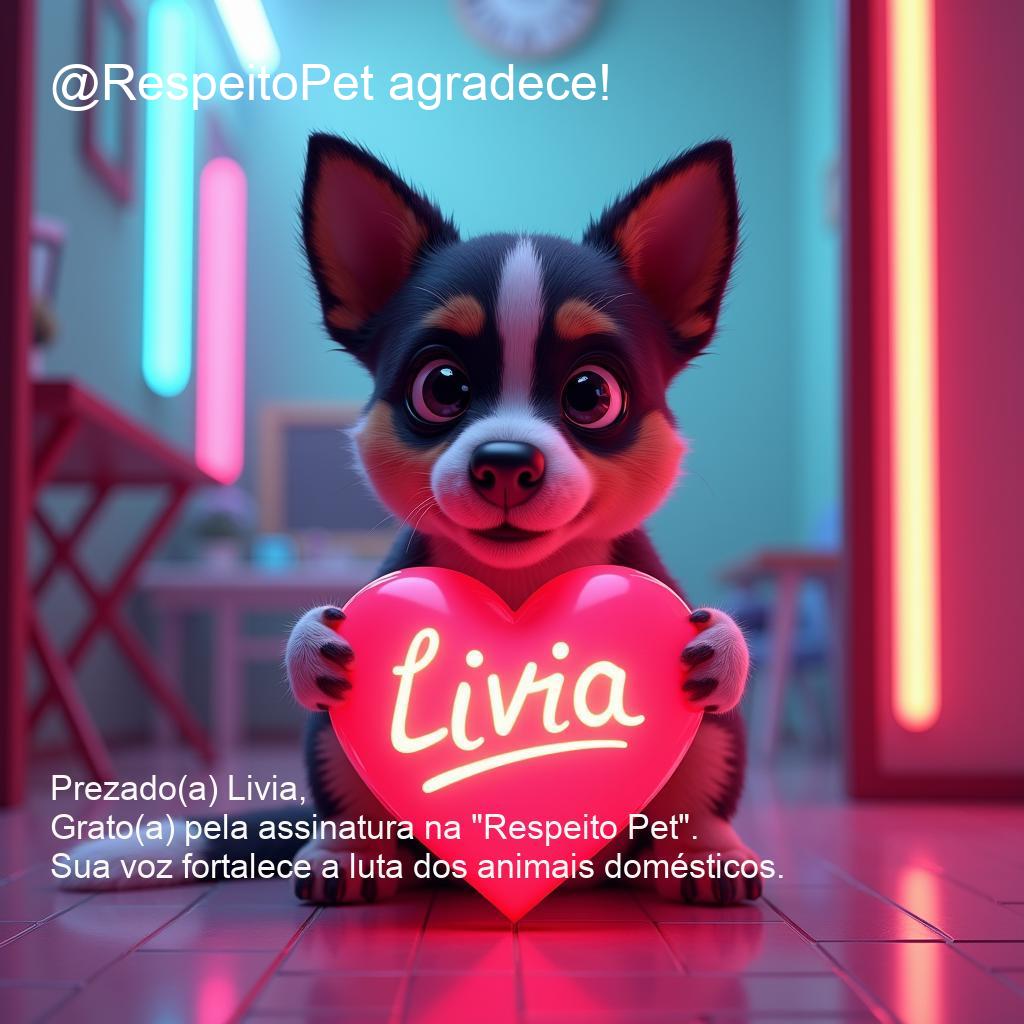 @RespeitoPet agradece!
Livia
Prezado(a) Livia,
Grato(a) pela assinatura na "Respeito Pet".
Sua voz fortalece a luta dos animais domésticos.